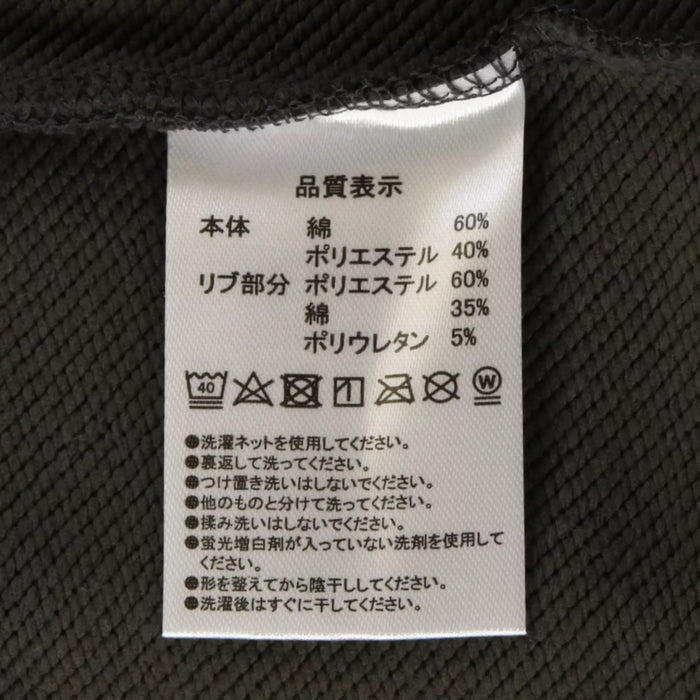 品質表示
本体 綿 60%
ポリエステル 40%
リブ部分 ポリエステル 60%
綿 35%
ポリウレタン 5%
40 W
●洗濯ネットを使用してください。
●裏返して洗ってください。
●つけ置き洗いはしないでください。
●他のものと分けて洗ってください。
●揉み洗いはしないでください。
●蛍光増白剤が入っていない洗剤を使用して
ください。
●形を整えてから陰干ししてください。
●洗濯後はすぐに干してください。